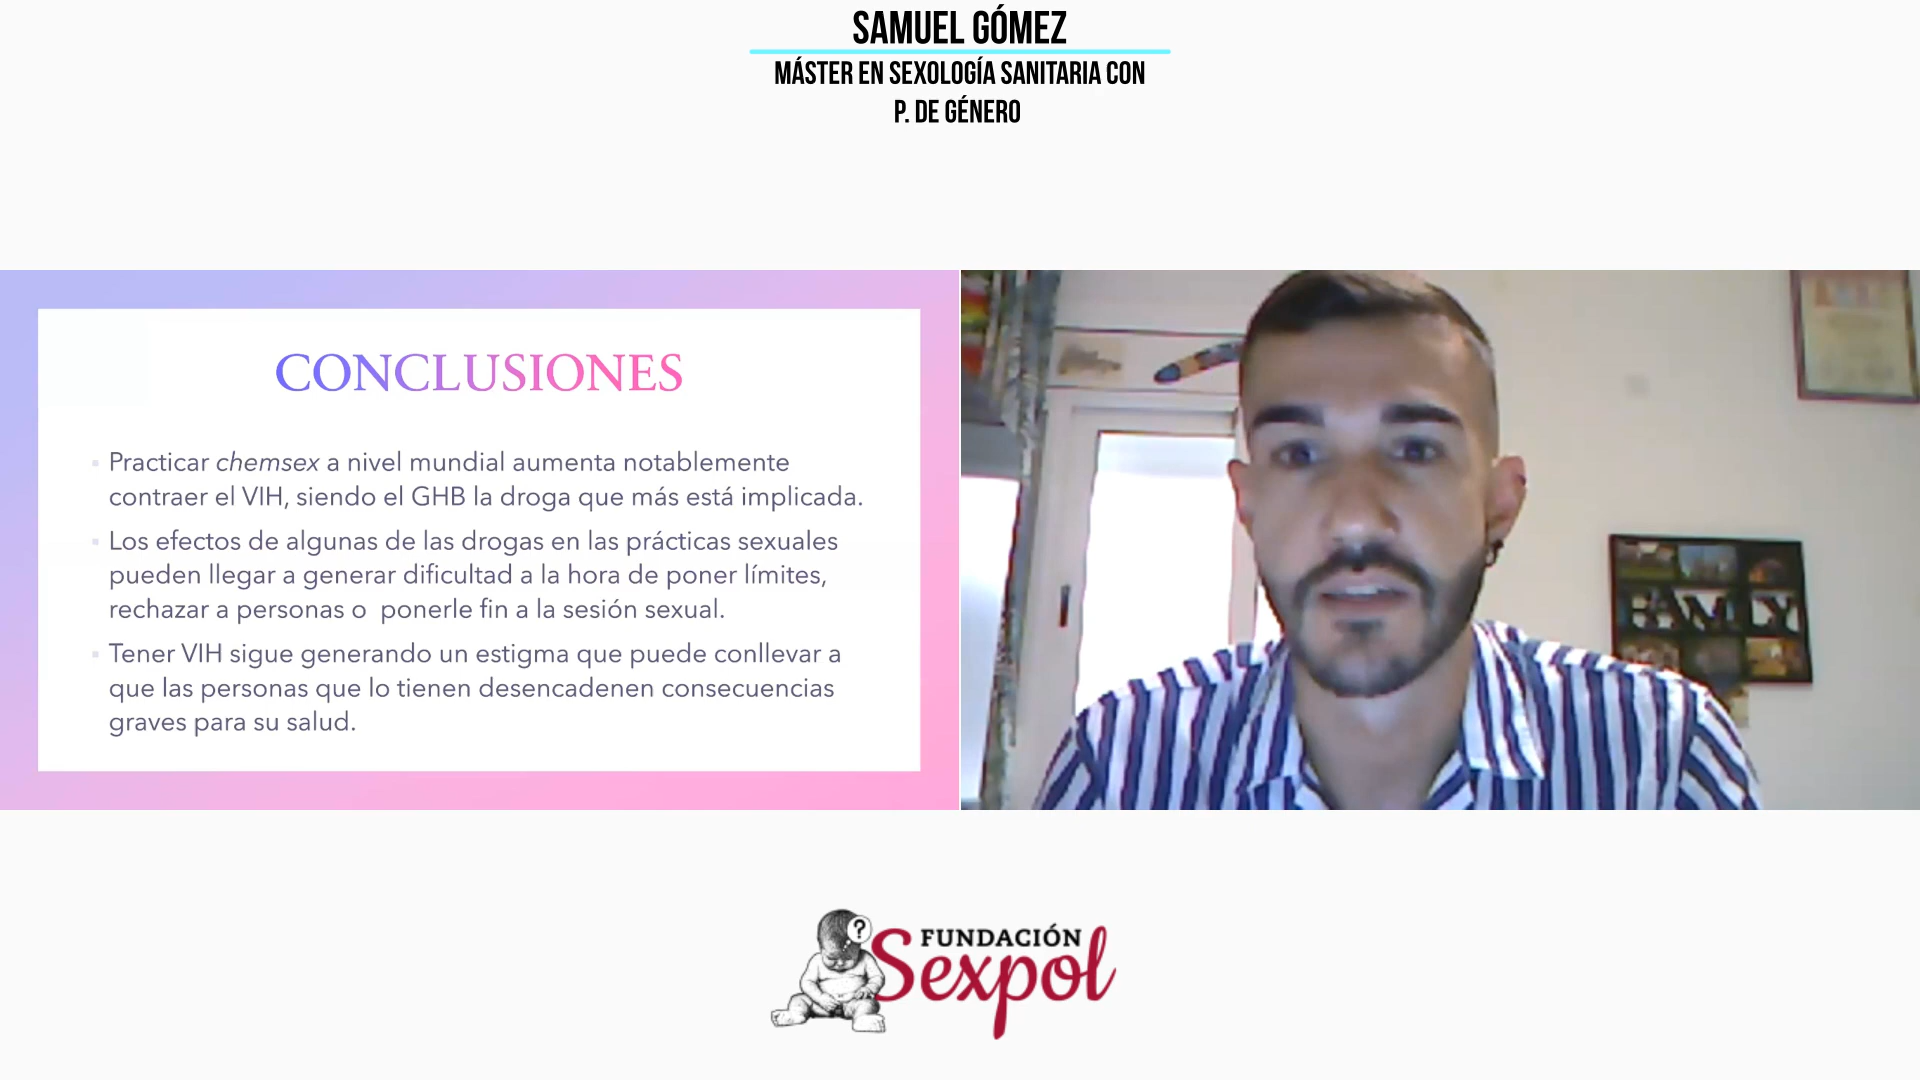 SAMUEL GÓMEZ
MÁSTER EN SEXOLOGÍA SANITARIA CON
P. DE GÉNERO
CONCLUSIONES
Practicar chemsex a nivel mundial aumenta notablemente
contraer el VIH, siendo el GHB la droga que más está implicada.
Los efectos de algunas de las drogas en las prácticas sexuales
pueden llegar a generar dificultad a la hora de poner límites,
rechazar a personas o  ponerle fin a la sesión sexual.
Tener VIH sigue generando un estigma que puede conllevar a
que las personas que lo tienen desencadenen consecuencias
graves para su salud.
FAMILY
?
FUNDACIÓN
Sexpol